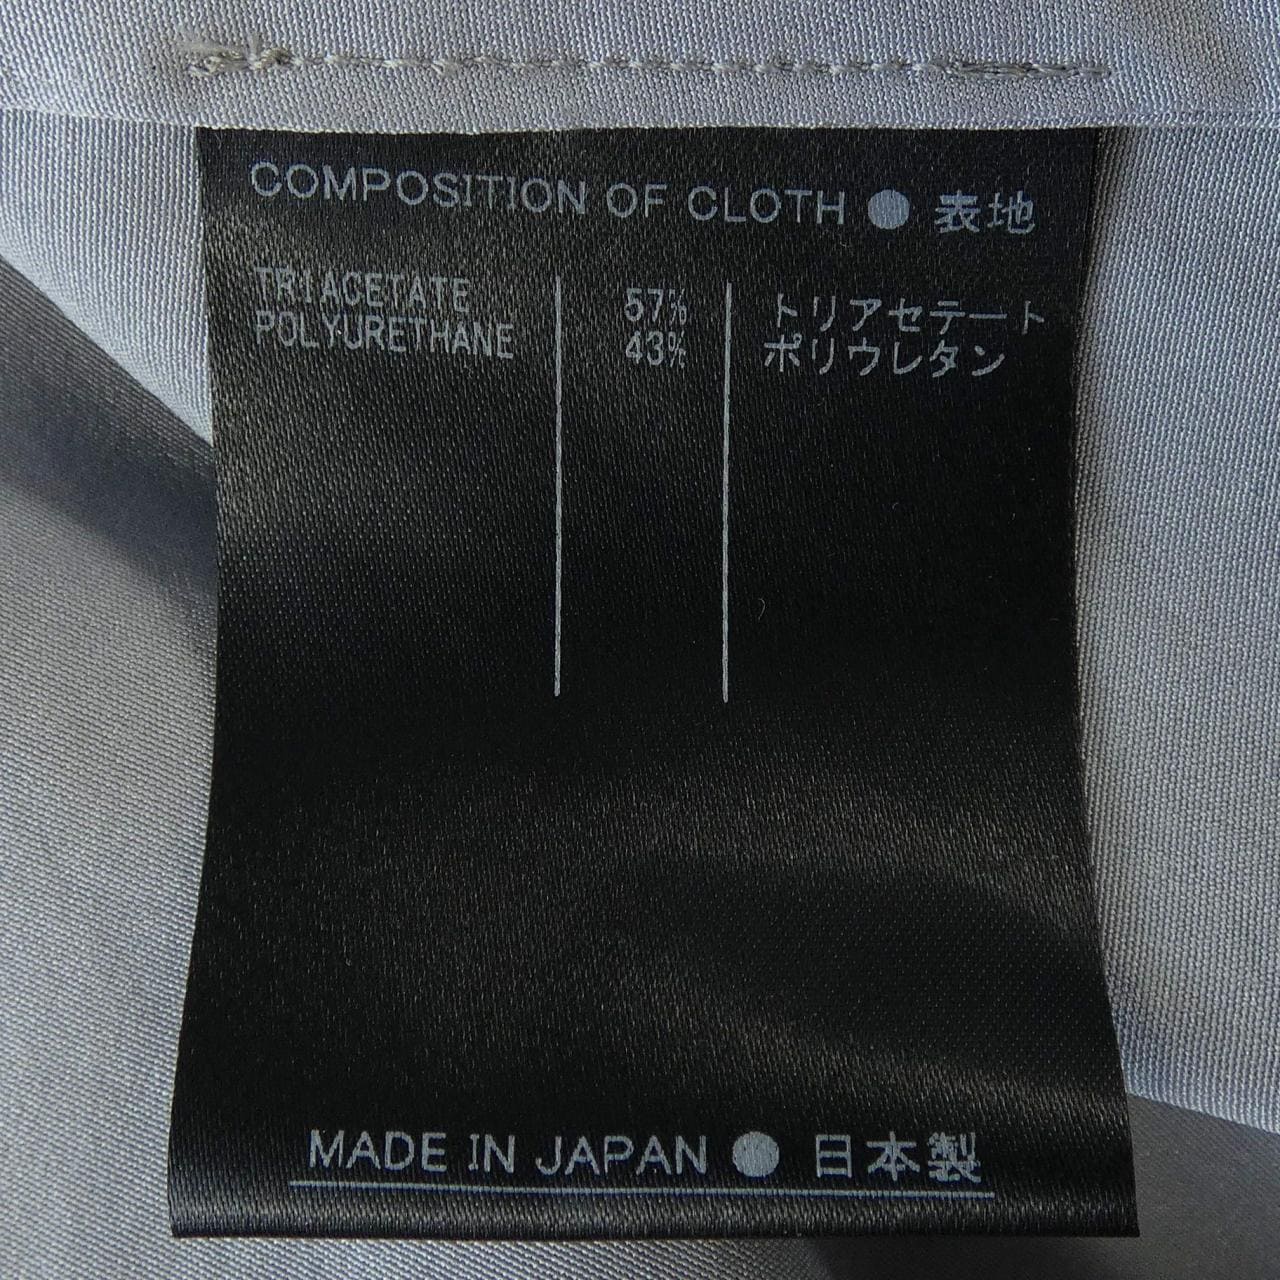 COMPOSITION OF CLOTH ● 表地
TRIACETATE 57% トリアセテート
POLYURETHANE 43% ポリウレタン
MADE IN JAPAN ● 日本製